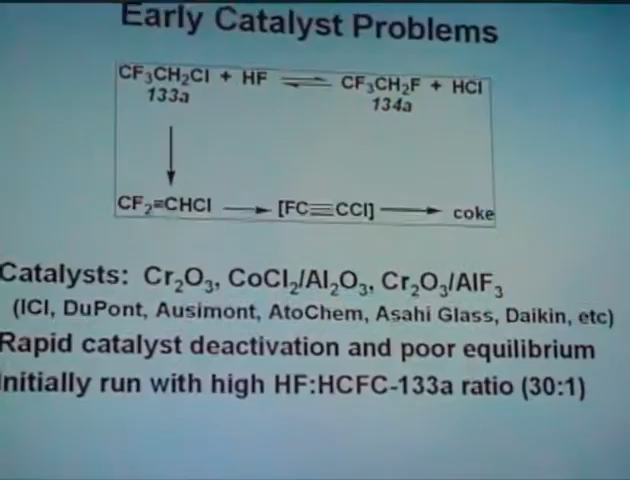 Early Catalyst Problems
CF₃CH₂Cl + HF ⇌ CF₃CH₂F + HCl
133a 134a
CF₂=CHCl → [FC≡CCl] → coke
Catalysts: Cr₂O₃, CoCl₂/Al₂O₃, Cr₂O₃/AlF₃
(ICI, DuPont, Ausimont, AtoChem, Asahi Glass, Daikin, etc)
Rapid catalyst deactivation and poor equilibrium
Initially run with high HF:HCFC-133a ratio (30:1)